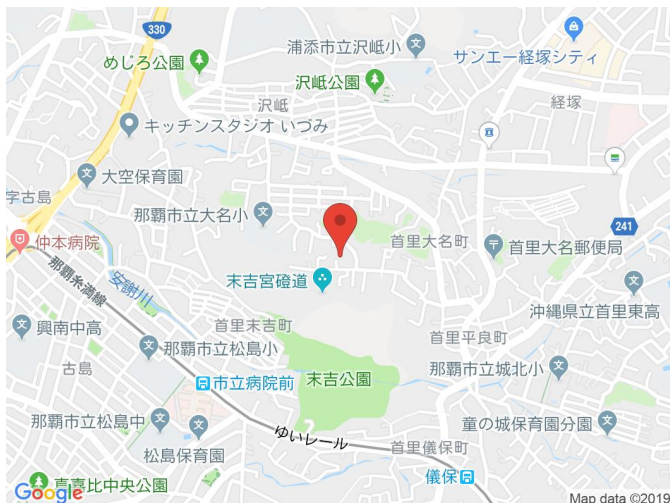 330
浦添市立沢岻小
サンエー経塚シティ
めじろ公園
沢岻公園
沢岻
経塚
キッチンスタジオ いづみ
大空保育園
字古島
那覇市立大名小
241
仲本病院
首里大名町
首里大名郵便局
那覇糸満線
安謝川
末吉宮磴道
沖縄県立首里東高
興南中高
首里末吉町
首里平良町
古島
那覇市立松島小
那覇市立城北小
市立病院前
末吉公園
那覇市立松島中
童の城保育園分園
ゆいレール
松島保育園
首里儀保町
儀保
真嘉比中央公園
Google
Map data ©2019